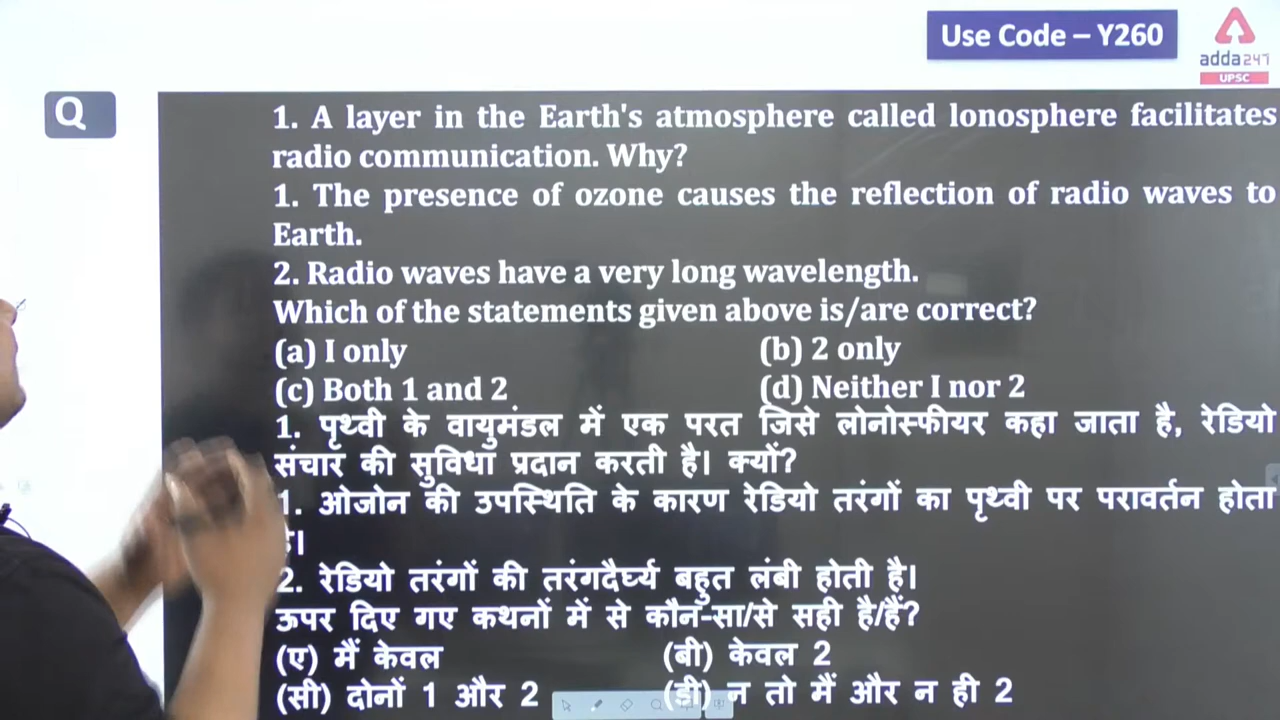 Use Code – Y260
adda247
UPSC
Q
1. A layer in the Earth's atmosphere called lonosphere facilitates
radio communication. Why?
1. The presence of ozone causes the reflection of radio waves to
Earth.
2. Radio waves have a very long wavelength.
Which of the statements given above is/are correct?
(a) I only (b) 2 only
(c) Both 1 and 2 (d) Neither I nor 2
1. पृथ्वी के वायुमंडल में एक परत जिसे लोनोस्फीयर कहा जाता है, रेडियो
संचार की सुविधा प्रदान करती है। क्यों?
1. ओजोन की उपस्थिति के कारण रेडियो तरंगों का पृथ्वी पर परावर्तन होता
है।
2. रेडियो तरंगों की तरंगदैर्घ्य बहुत लंबी होती है।
ऊपर दिए गए कथनों में से कौन-सा/से सही है/हैं?
(ए) मैं केवल (बी) केवल 2
(सी) दोनों 1 और 2 (डी) न तो मैं और न ही 2